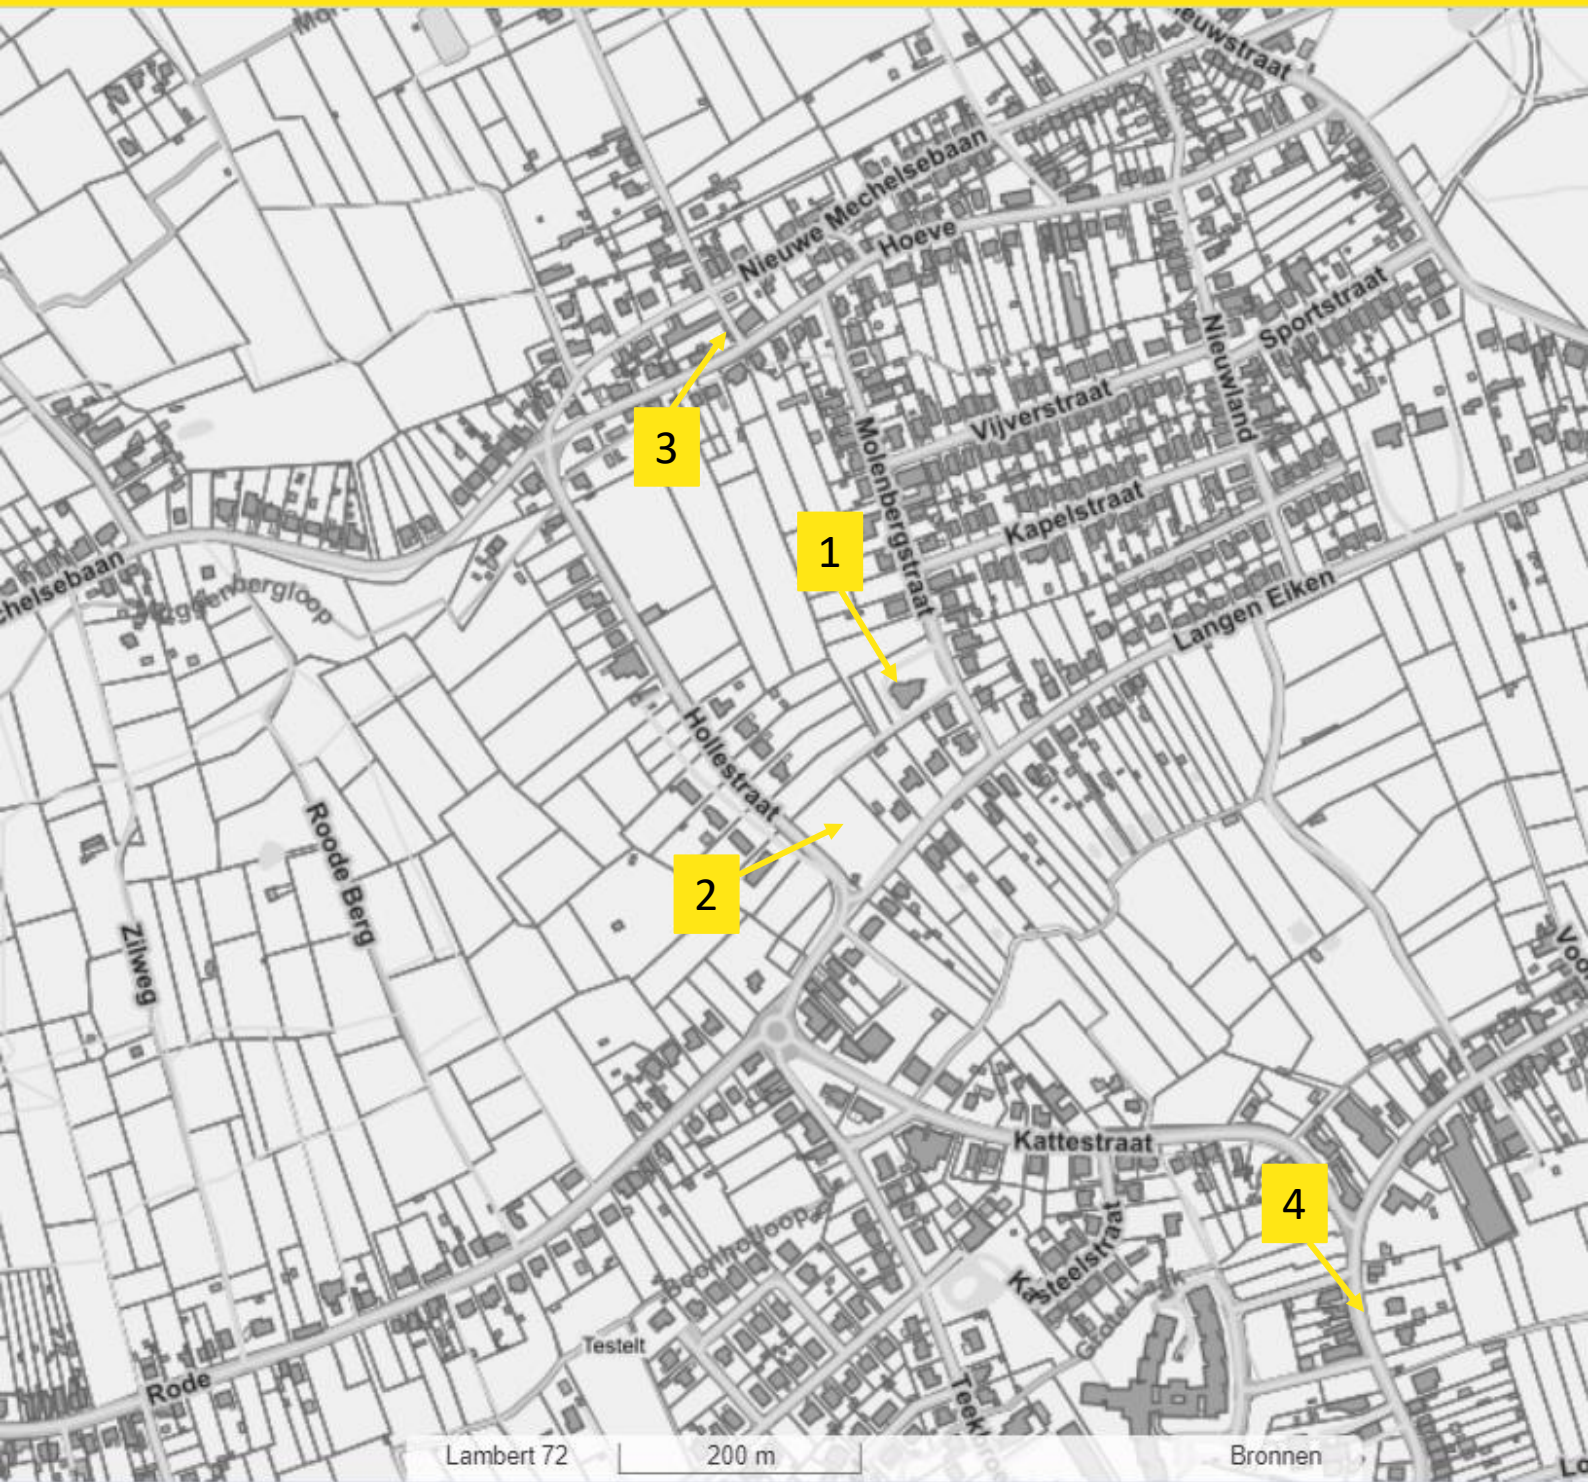 ieuwstraat
Nieuwe Mechelsebaan
Hoeve
Sportstraat
Nieuwland
Vijverstraat
3
Molenbergstraat
Kapelstraat
1
chelsebaan
Langen Eiken
Hollestraat
Roode Berg
2
Zilweg
Kattestraat
4
Kasteelstraat
Testelt
Rode
Lambert 72
200 m
Bronnen